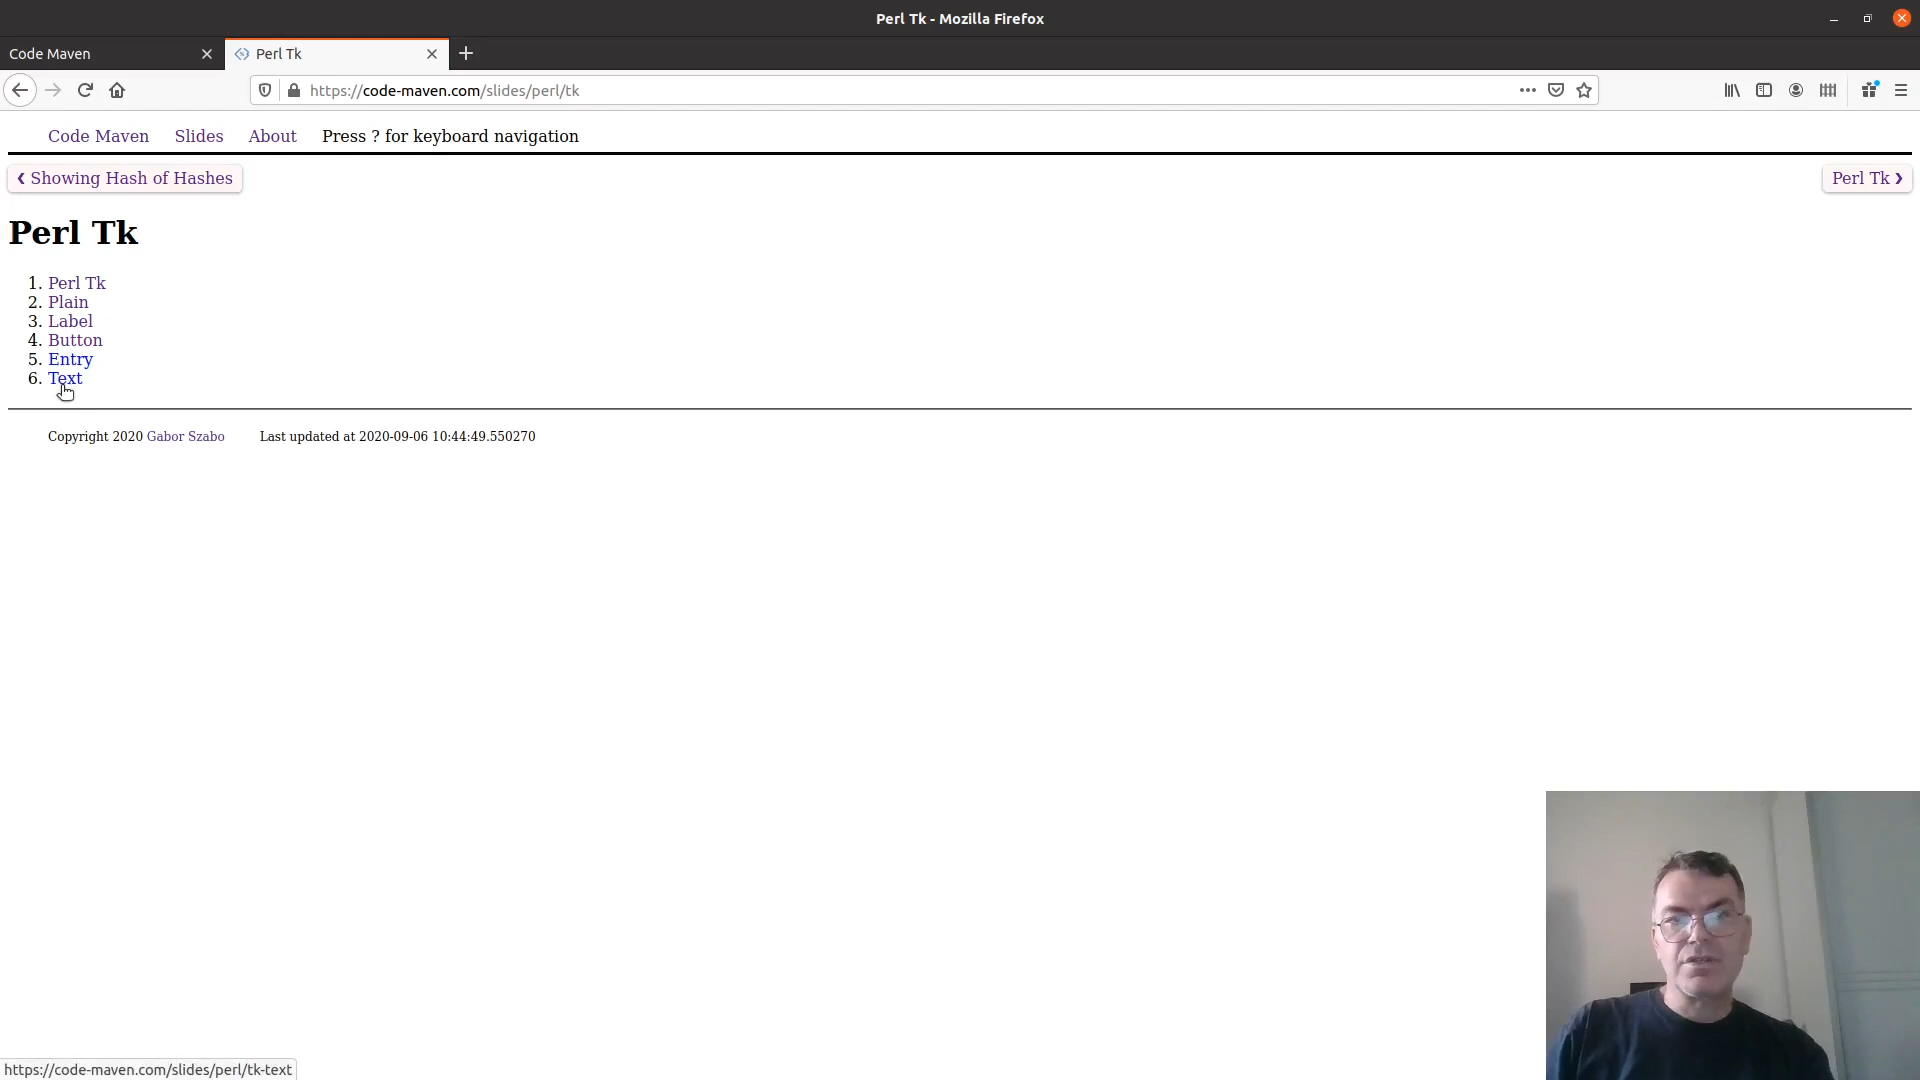 Perl Tk - Mozilla Firefox
Code Maven
Perl Tk
https://code-maven.com/slides/perl/tk
Code Maven Slides About Press ? for keyboard navigation
‹ Showing Hash of Hashes
Perl Tk ›
Perl Tk
1. Perl Tk
2. Plain
3. Label
4. Button
5. Entry
6. Text
Copyright 2020 Gabor Szabo Last updated at 2020-09-06 10:44:49.550270
https://code-maven.com/slides/perl/tk-text